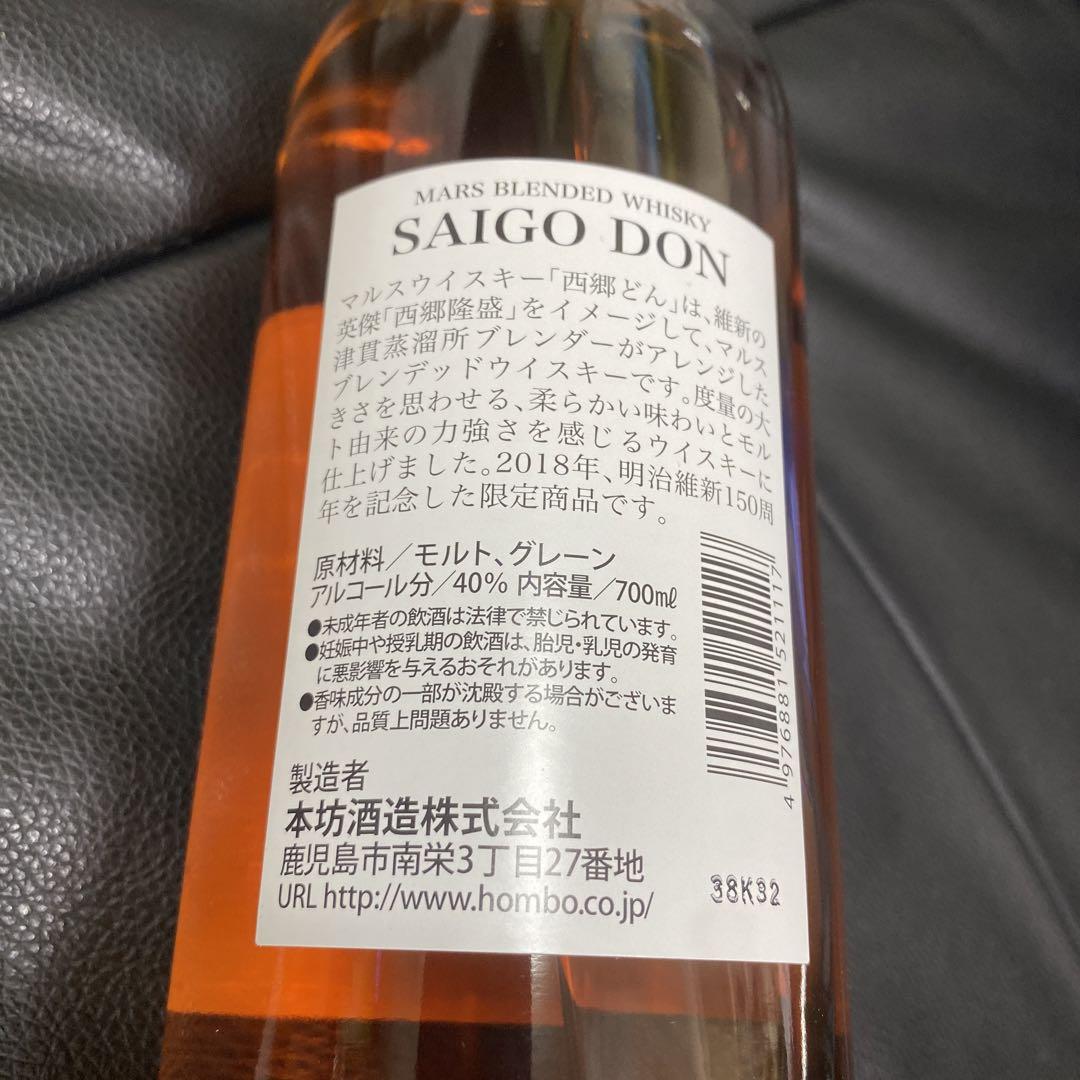 MARS BLENDED WHISKY
SAIGO DON
マルスウイスキー「西郷どん」は、維新の
英傑「西郷隆盛」をイメージして、マルス
津貫蒸溜所ブレンダーがアレンジした
ブレンデッドウイスキーです。度量の大
きさを思わせる、柔らかい味わいとモル
ト由来の力強さを感じるウイスキーに
仕上げました。2018年、明治維新150周
年を記念した限定商品です。
原材料／モルト、グレーン
アルコール分／40% 内容量／700㎖
●未成年者の飲酒は法律で禁じられています。
●妊娠中や授乳期の飲酒は、胎児・乳児の発育
に悪影響を与えるおそれがあります。
●香味成分の一部が沈殿する場合がございま
すが、品質上問題ありません。
製造者
本坊酒造株式会社
鹿児島市南栄3丁目27番地
URL http://www.hombo.co.jp/
4 976881 521117
38K32